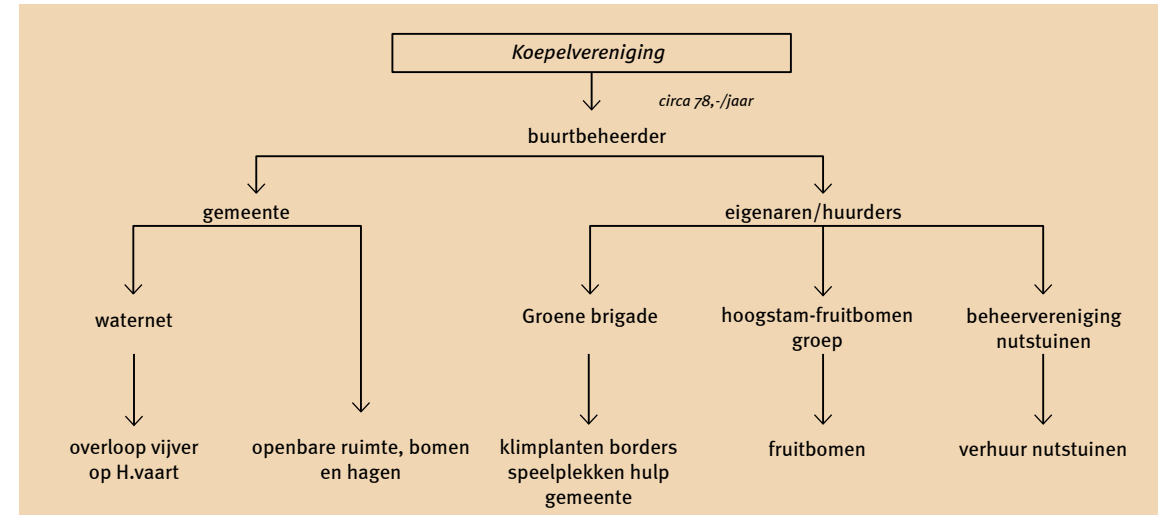 Koepelvereniging
circa 78,-/jaar
buurtbeheerder
gemeente
eigenaren/huurders
waternet
Groene brigade
hoogstam-fruitbomen
groep
beheervereniging
nutstuinen
overloop vijver
op H.vaart
openbare ruimte, bomen
en hagen
klimplanten borders
speelplekken hulp
gemeente
fruitbomen
verhuur nutstuinen